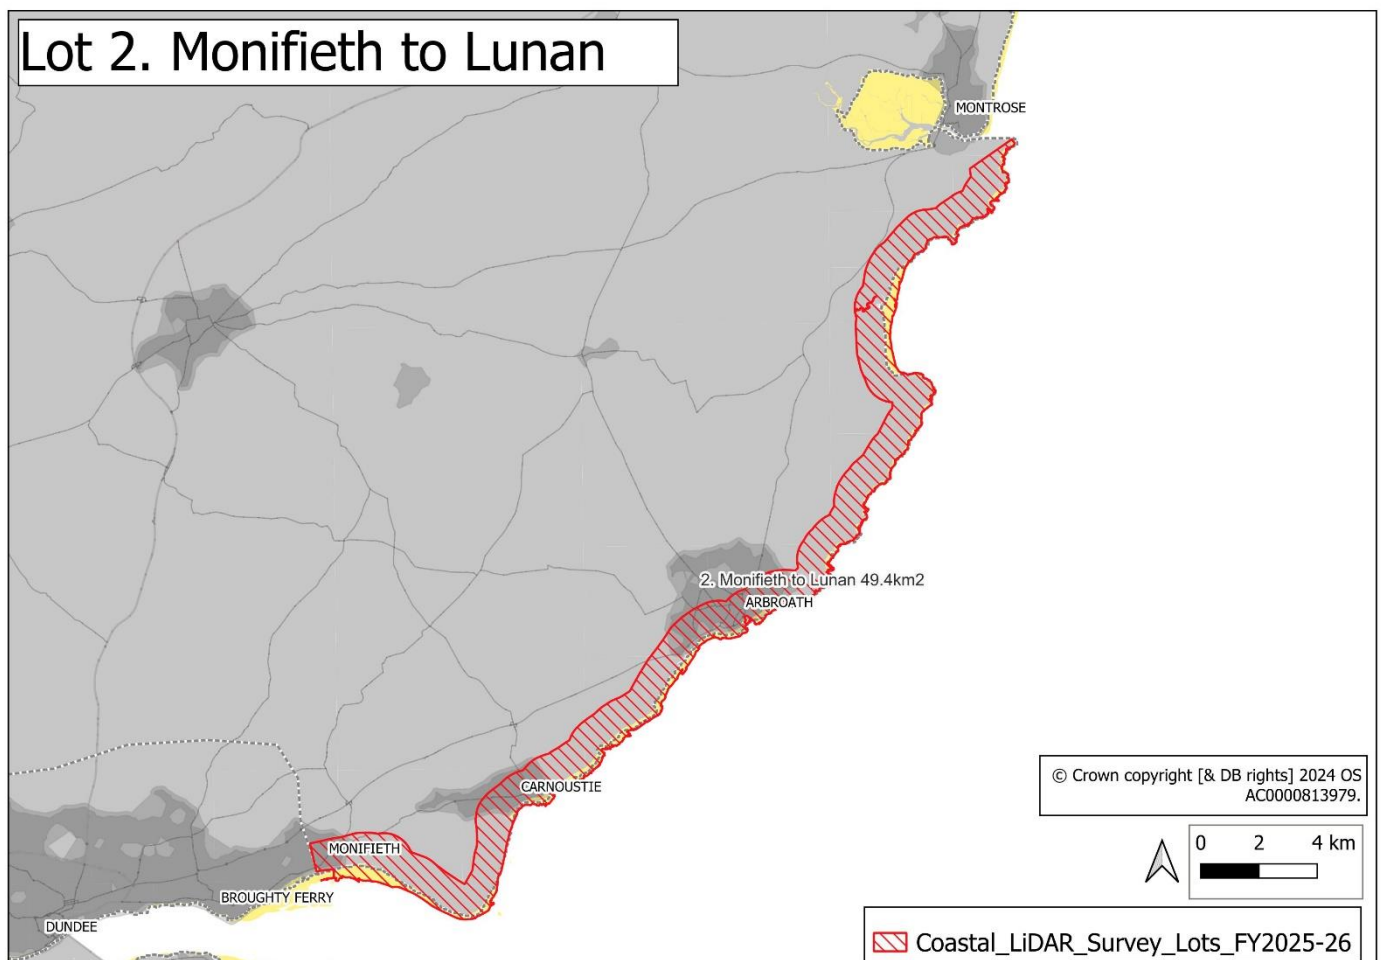 Lot 2. Monifieth to Lunan
MONTROSE
2. Monifieth to Lunan 49.4km2
ARBROATH
CARNOUSTIE
MONIFIETH
BROUGHTY FERRY
DUNDEE
© Crown copyright [& DB rights] 2024 OS
AC0000813979.
0 2 4 km
Coastal_LiDAR_Survey_Lots_FY2025-26